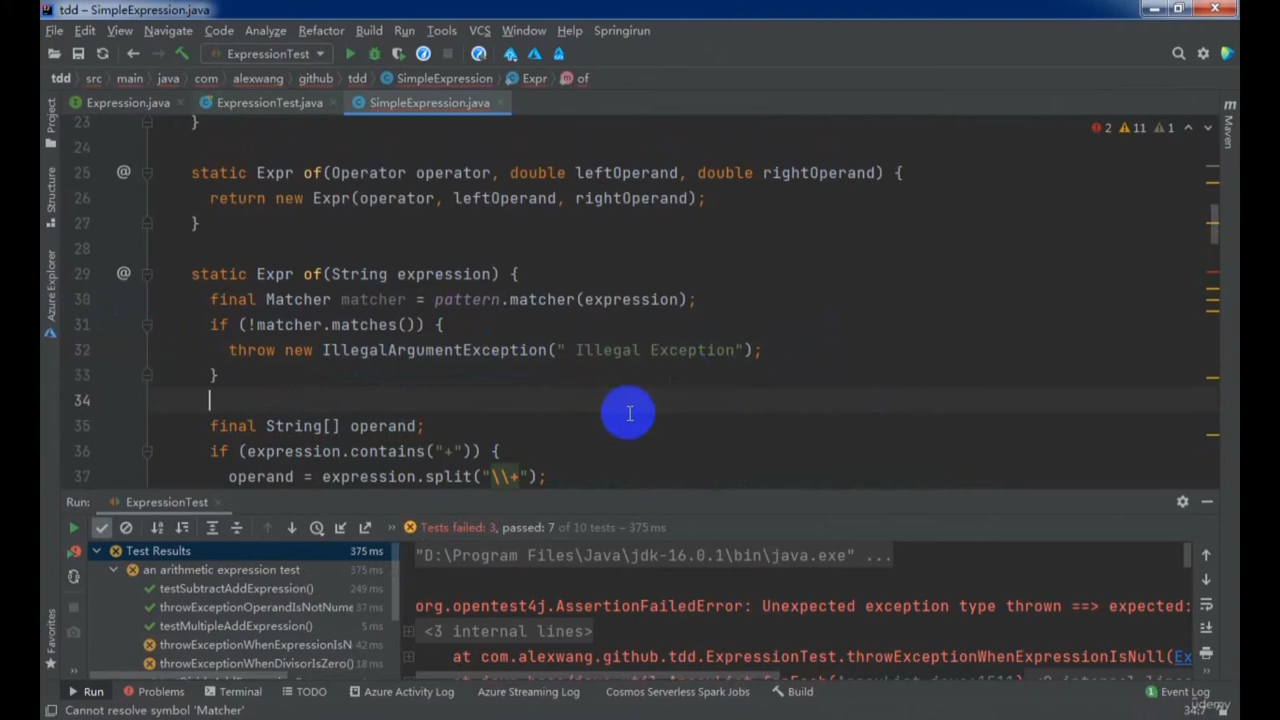 tdd – SimpleExpression.java
File Edit View Navigate Code Analyze Refactor Build Run Tools VCS Window Help Springirun
ExpressionTest
tdd src main java com alexwang github tdd SimpleExpression Expr of
Expression.java ExpressionTest.java SimpleExpression.java
Project
Structure
Azure Explorer
Favorites
Maven
2 11 1
23 }
24
25 @ static Expr of(Operator operator, double leftOperand, double rightOperand) {
26 return new Expr(operator, leftOperand, rightOperand);
27 }
28
29 @ static Expr of(String expression) {
30 final Matcher matcher = pattern.matcher(expression);
31 if (!matcher.matches()) {
32 throw new IllegalArgumentException(" Illegal Exception");
33 }
34
35 final String[] operand;
36 if (expression.contains("+")) {
37 operand = expression.split("\\+");
Run: ExpressionTest
Tests failed: 3, passed: 7 of 10 tests – 375 ms
Test Results 375 ms
an arithmetic expression test 375 ms
testSubtractAddExpression() 249 ms
throwExceptionOperandIsNotNume 37 ms
testMultipleAddExpression() 5 ms
throwExceptionWhenExpressionIsN 42 ms
throwExceptionWhenDivisorIsZero() 18 ms
"D:\Program Files\Java\jdk-16.0.1\bin\java.exe" ...
org.opentest4j.AssertionFailedError: Unexpected exception type thrown ==> expected:
<3 internal lines>
at com.alexwang.github.tdd.ExpressionTest.throwExceptionWhenExpressionIsNull(Ex
Run Problems Terminal TODO Azure Activity Log Azure Streaming Log Cosmos Serverless Spark Jobs Build 1 Event Log
Cannot resolve symbol 'Matcher' 34:7
ûdemy